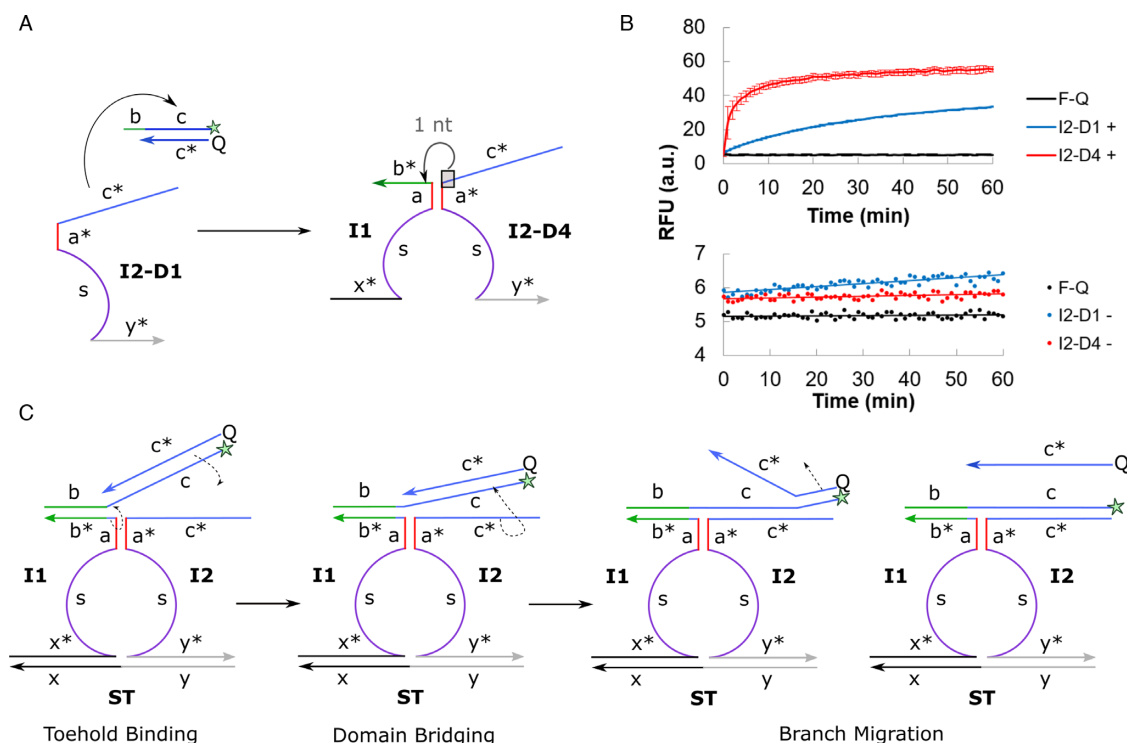 A
b c
Q
c*
c*
a*
I2-D1
s
y*
1 nt
c*
b*
a a*
I1 I2-D4
s s
x* y*
B
RFU (a.u.)
80
60
40
20
0
0 10 20 30 40 50 60
Time (min)
F-Q
I2-D1 +
I2-D4 +
7
6
5
4
0 10 20 30 40 50 60
Time (min)
F-Q
I2-D1 -
I2-D4 -
C
Q
c*
c
b
b* a a* c*
I1 I2
s s
x* y*
x y
ST
Toehold Binding
Q
c*
c
b
b* a a* c*
I1 I2
s s
x* y*
x y
ST
Domain Bridging
c*
Q
b c
b* a a* c*
I1 I2
s s
x* y*
x y
ST
c* Q
b c
b* a a* c*
I1 I2
s s
x* y*
x y
ST
Branch Migration